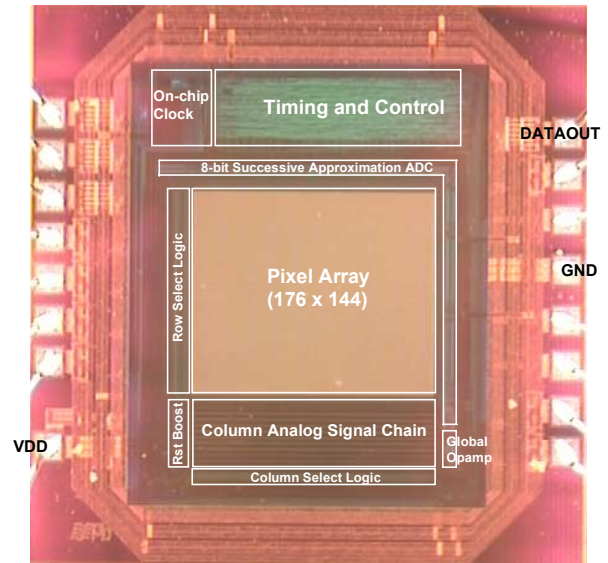 On-chip
Clock
Timing and Control
DATAOUT
8-bit Successive Approximation ADC
Row Select Logic
Pixel Array
(176 x 144)
GND
VDD
Rst Boost
Column Analog Signal Chain
Global
Opamp
Column Select Logic